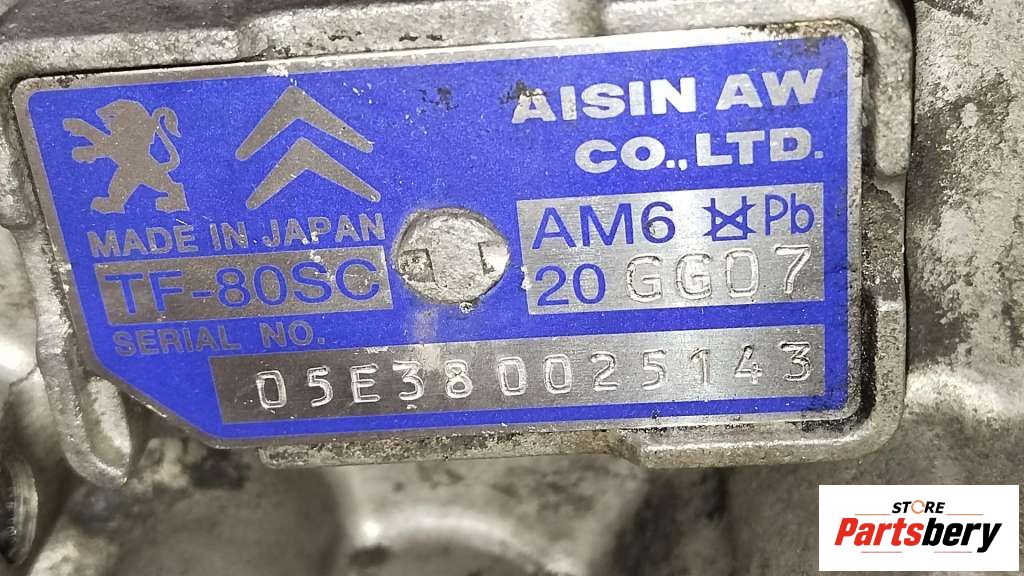 AISIN AW
CO.,LTD.
MADE IN JAPAN
TF-80SC
AM6 Pb
20 GG07
SERIAL NO.
05E380025143
STORE
Partsbery